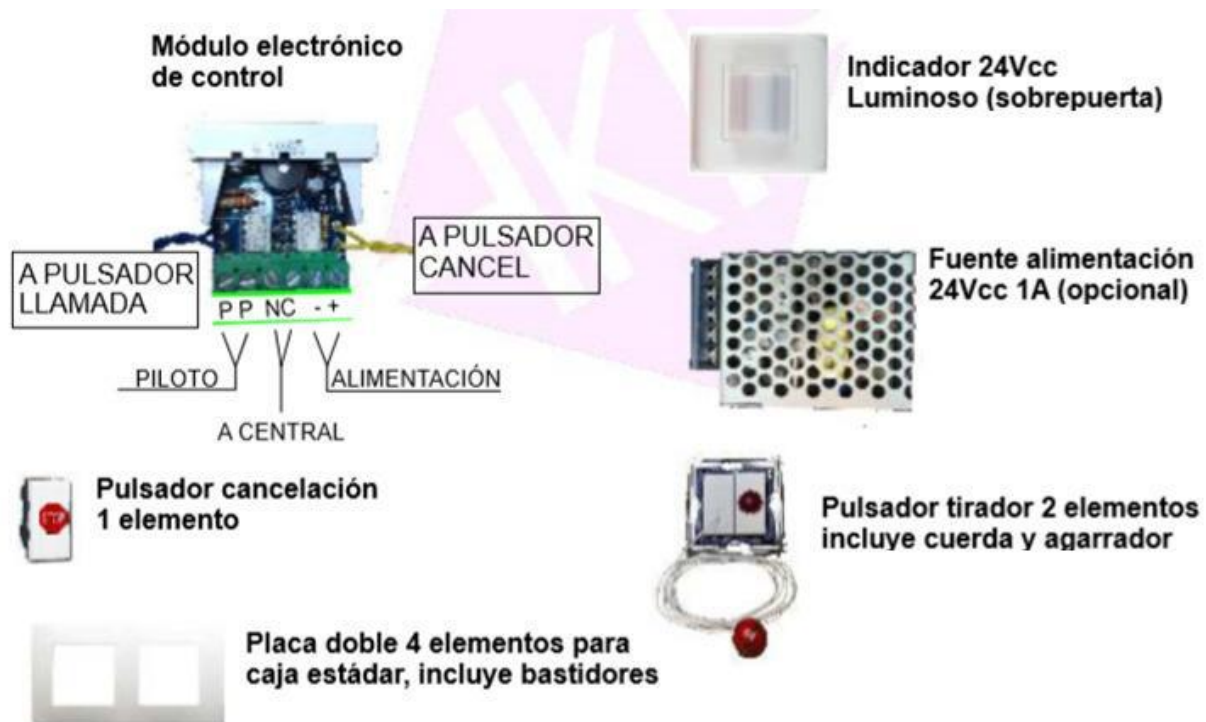 Módulo electrónico
de control
A PULSADOR
LLAMADA
A PULSADOR
CANCEL
P P NC - +
PILOTO
ALIMENTACIÓN
A CENTRAL
Indicador 24Vcc
Luminoso (sobrepuerta)
Fuente alimentación
24Vcc 1A (opcional)
Pulsador cancelación
1 elemento
Pulsador tirador 2 elementos
incluye cuerda y agarrador
Placa doble 4 elementos para
caja estádar, incluye bastidores